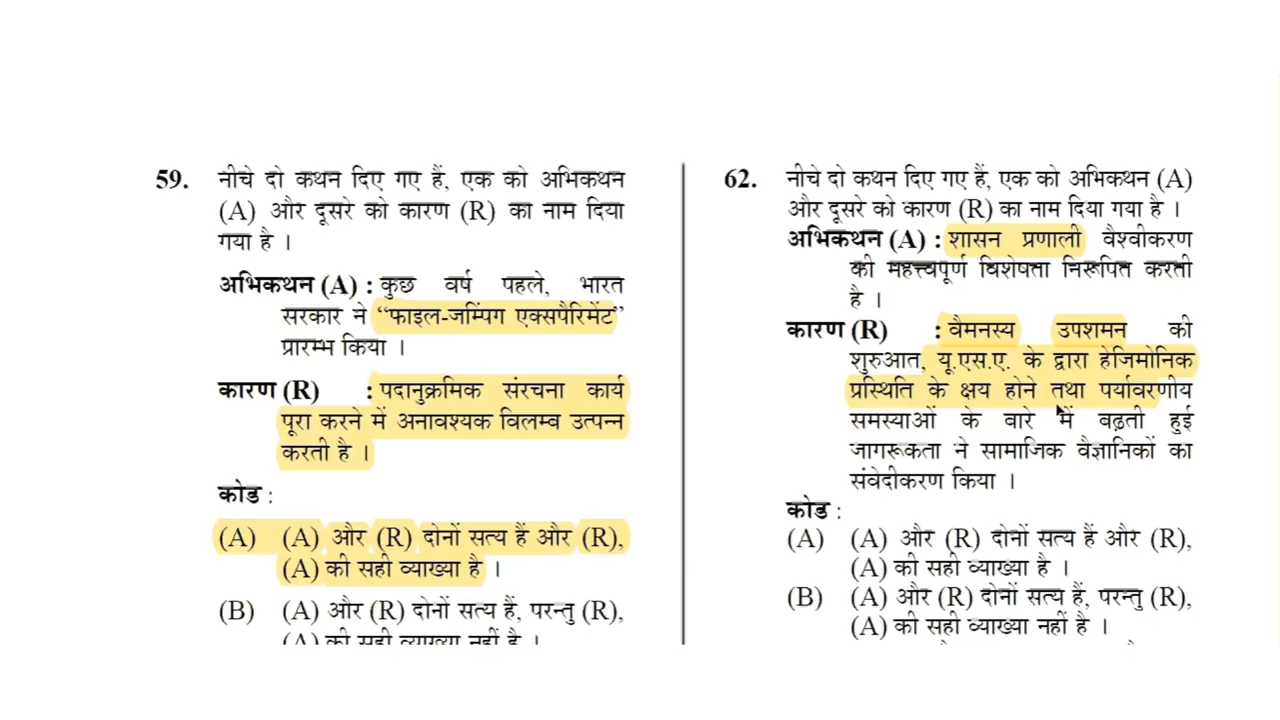 59. नीचे दो कथन दिए गए हैं, एक को अभिकथन
(A) और दूसरे को कारण (R) का नाम दिया
गया है ।
अभिकथन (A) : कुछ वर्ष पहले, भारत
सरकार ने “फाइल-जम्पिंग एक्सपैरिमेंट”
प्रारम्भ किया ।
कारण (R) : पदानुक्रमिक संरचना कार्य
पूरा करने में अनावश्यक विलम्ब उत्पन्न
करती है ।
कोड :
(A) (A) और (R) दोनों सत्य हैं और (R),
(A) की सही व्याख्या है ।
(B) (A) और (R) दोनों सत्य हैं, परन्तु (R),
(A) की सही व्याख्या नहीं है ।
62. नीचे दो कथन दिए गए हैं, एक को अभिकथन (A)
और दूसरे को कारण (R) का नाम दिया गया है ।
अभिकथन (A) : शासन प्रणाली वैश्वीकरण
की महत्त्वपूर्ण विशेषता निरूपित करती
है ।
कारण (R) : वैमनस्य उपशमन की
शुरुआत, यू.एस.ए. के द्वारा हेजिमोनिक
प्रस्थिति के क्षय होने तथा पर्यावरणीय
समस्याओं के बारे में बढ़ती हुई
जागरूकता ने सामाजिक वैज्ञानिकों का
संवेदीकरण किया ।
कोड :
(A) (A) और (R) दोनों सत्य हैं और (R),
(A) की सही व्याख्या है ।
(B) (A) और (R) दोनों सत्य हैं, परन्तु (R),
(A) की सही व्याख्या नहीं है ।